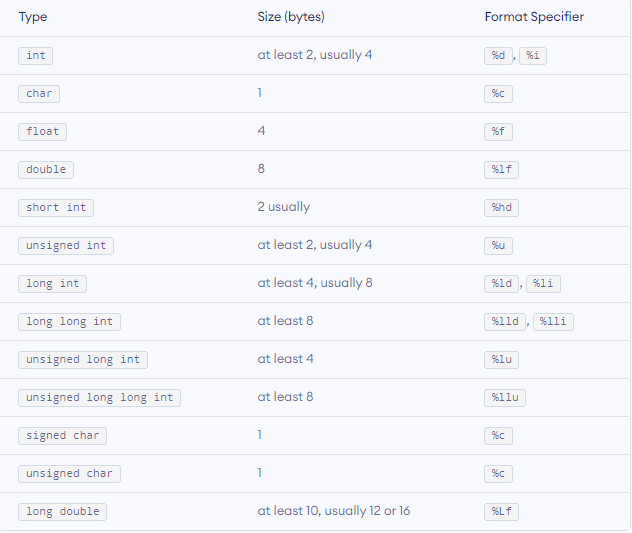 Type Size (bytes) Format Specifier
int at least 2, usually 4 %d, %i
char 1 %c
float 4 %f
double 8 %lf
short int 2 usually %hd
unsigned int at least 2, usually 4 %u
long int at least 4, usually 8 %ld, %li
long long int at least 8 %lld, %lli
unsigned long int at least 4 %lu
unsigned long long int at least 8 %llu
signed char 1 %c
unsigned char 1 %c
long double at least 10, usually 12 or 16 %Lf